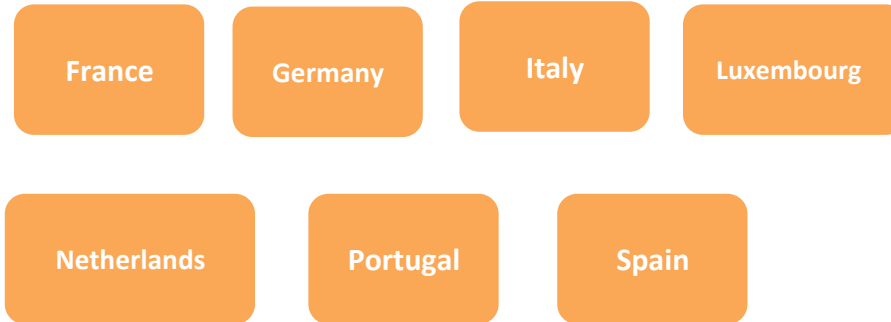 France
Germany
Italy
Luxembourg
Netherlands
Portugal
Spain